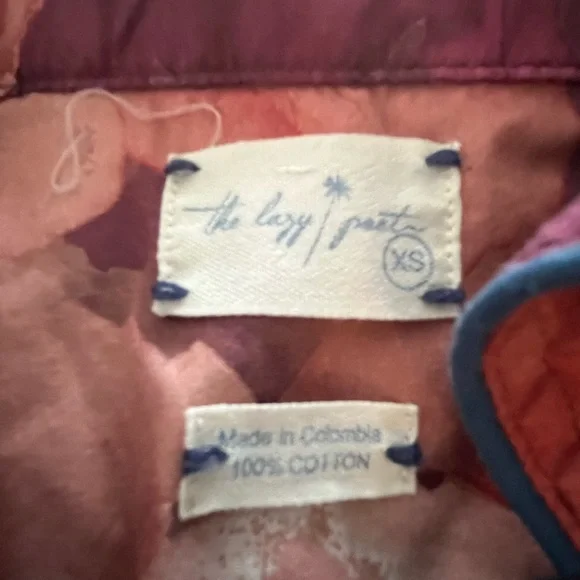 the lazy poet
XS
Made in Colombia
100% COTTON